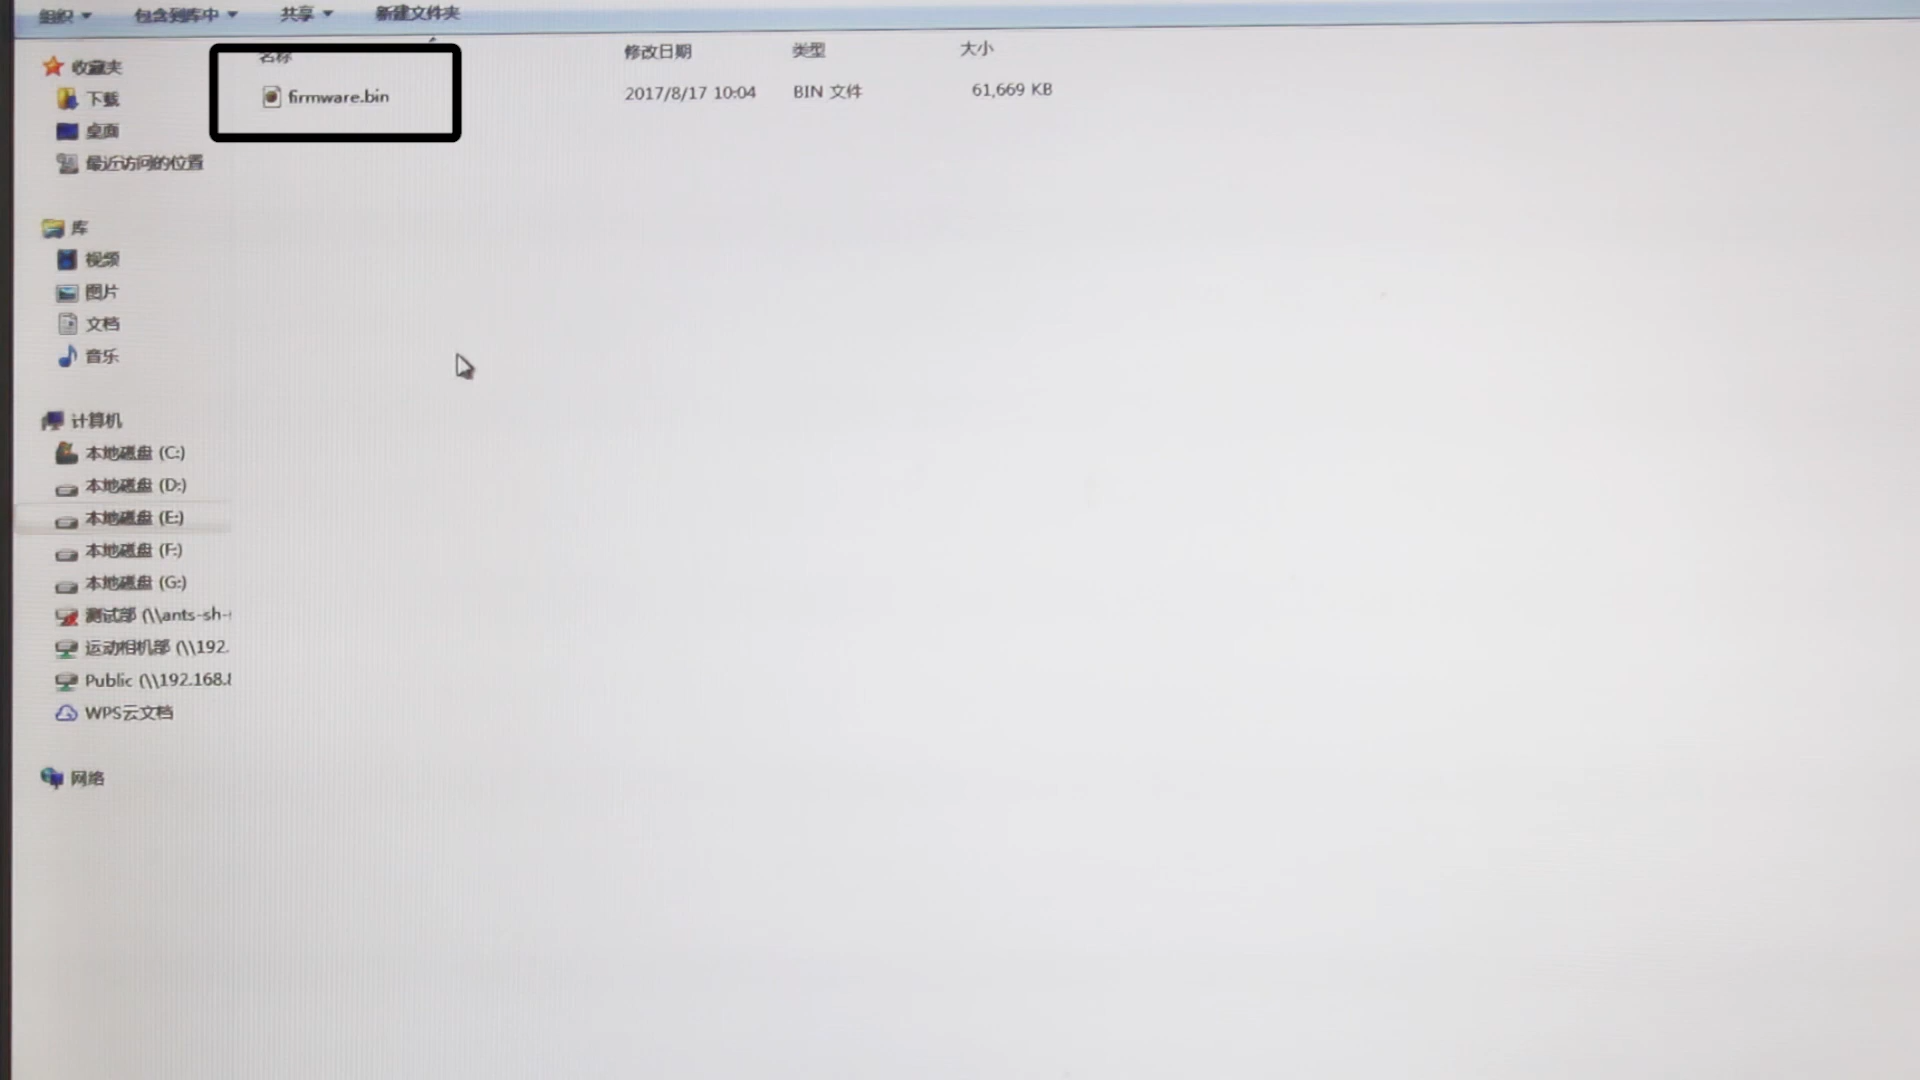 组织 包含到库中 共享 新建文件夹
名称 修改日期 类型 大小
firmware.bin 2017/8/17 10:04 BIN 文件 61,669 KB
收藏夹
下载
桌面
最近访问的位置
库
视频
图片
文档
音乐
计算机
本地磁盘 (C:)
本地磁盘 (D:)
本地磁盘 (E:)
本地磁盘 (F:)
本地磁盘 (G:)
测试部 (\\ants-sh-
运动相机部 (\\192.
Public (\\192.168.
WPS云文档
网络